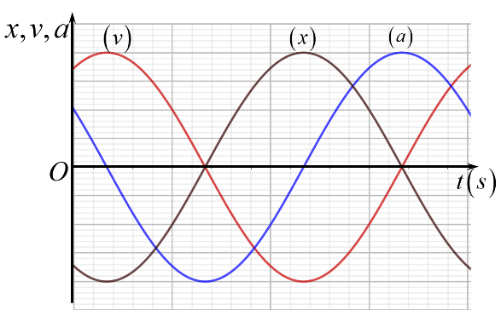 x, v, a
(v)
(x)
(a)
O
t(s)